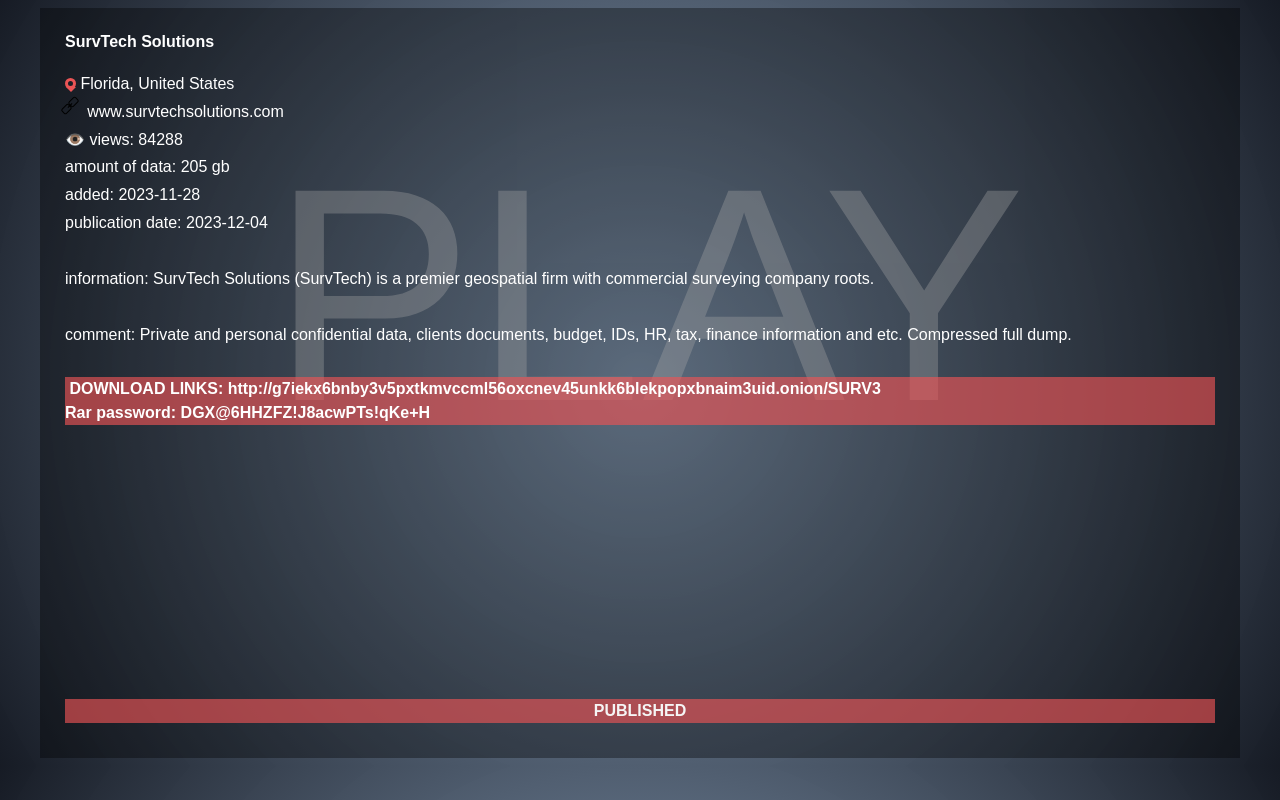 SurvTech Solutions
Florida, United States
www.survtechsolutions.com
views: 84288
amount of data: 205 gb
added: 2023-11-28
publication date: 2023-12-04
PLAY
information: SurvTech Solutions (SurvTech) is a premier geospatial firm with commercial surveying company roots.
comment: Private and personal confidential data, clients documents, budget, IDs, HR, tax, finance information and etc. Compressed full dump.
DOWNLOAD LINKS: http://g7iekx6bnby3v5pxtkmvccml56oxcnev45unkk6blekpopxbnaim3uid.onion/SURV3
Rar password: DGX@6HHZFZ!J8acwPTs!qKe+H
PUBLISHED